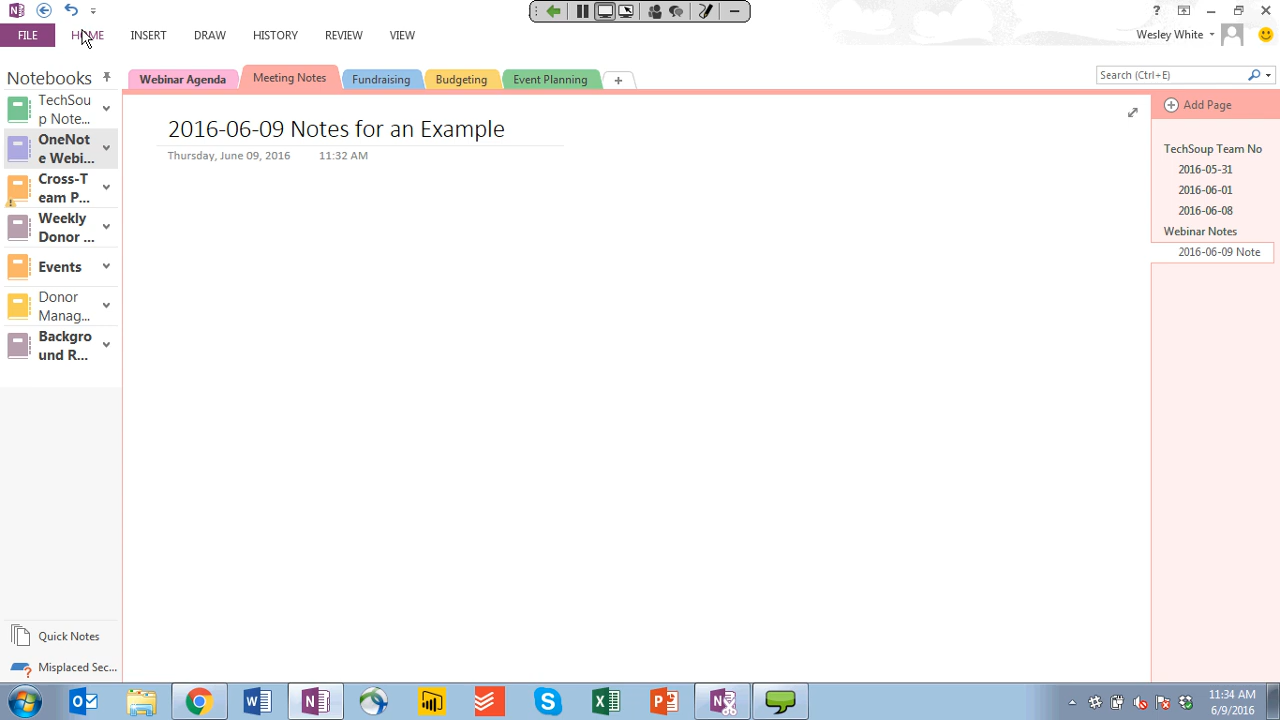 FILE HOME INSERT DRAW HISTORY REVIEW VIEW
Wesley White
Notebooks
Webinar Agenda Meeting Notes Fundraising Budgeting Event Planning +
Search (Ctrl+E)
TechSou
p Note...
OneNot
e Webi...
Cross-T
eam P...
Weekly
Donor ...
Events
Donor
Manag...
Backgro
und R...
Quick Notes
Misplaced Sec...
2016-06-09 Notes for an Example
Thursday, June 09, 2016 11:32 AM
Add Page
TechSoup Team No
2016-05-31
2016-06-01
2016-06-08
Webinar Notes
2016-06-09 Note
11:34 AM
6/9/2016